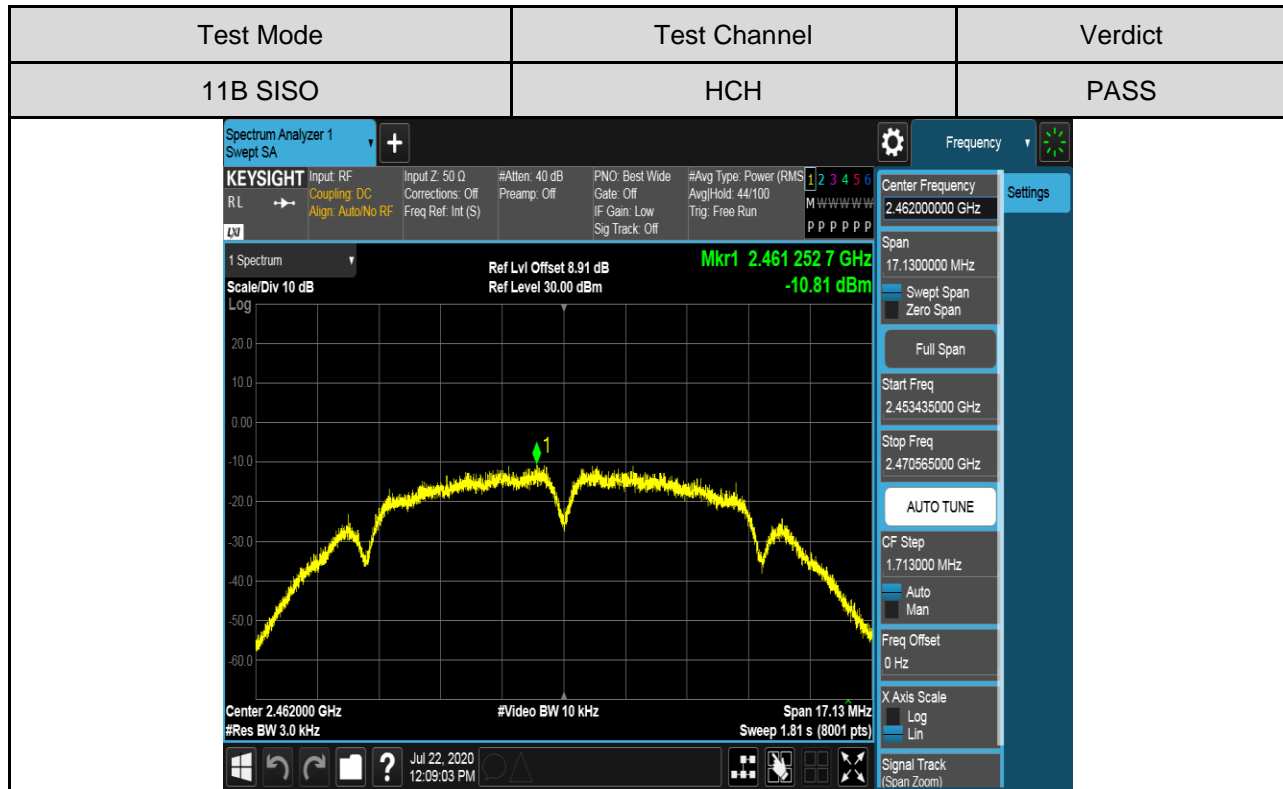 Test Mode Test Channel Verdict
11B SISO HCH PASS
Spectrum Analyzer 1
Swept SA
+
Frequency
KEYSIGHT
RL
LXI
Input: RF
Coupling: DC
Align: Auto/No RF
Input Z: 50 Ω
Corrections: Off
Freq Ref: Int (S)
#Atten: 40 dB
Preamp: Off
PNO: Best Wide
Gate: Off
IF Gain: Low
Sig Track: Off
#Avg Type: Power (RMS
Avg|Hold: 44/100
Trig: Free Run
1 2 3 4 5 6
M W W W W W
P P P P P P
1 Spectrum
Scale/Div 10 dB
Ref Lvl Offset 8.91 dB
Ref Level 30.00 dBm
Mkr1 2.461 252 7 GHz
-10.81 dBm
Log
20.0
10.0
0.00
-10.0
-20.0
-30.0
-40.0
-50.0
-60.0
1
Center 2.462000 GHz
#Res BW 3.0 kHz
#Video BW 10 kHz
Span 17.13 MHz
Sweep 1.81 s (8001 pts)
?
Jul 22, 2020
12:09:03 PM
Center Frequency
2.462000000 GHz
Span
17.1300000 MHz
Swept Span
Zero Span
Full Span
Start Freq
2.453435000 GHz
Stop Freq
2.470565000 GHz
AUTO TUNE
CF Step
1.713000 MHz
Auto
Man
Freq Offset
0 Hz
X Axis Scale
Log
Lin
Signal Track
(Span Zoom)
Settings